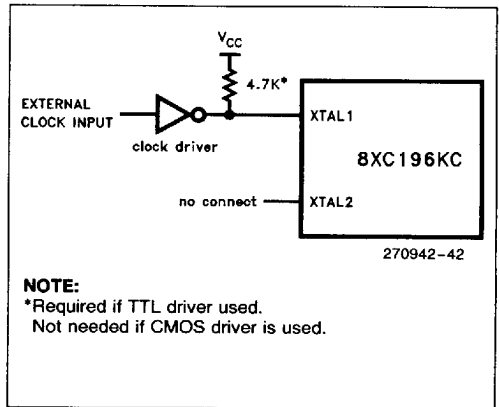 VCC
4.7K*
EXTERNAL
CLOCK INPUT
clock driver
XTAL1
8XC196KC
no connect
XTAL2
270942-42
NOTE:
*Required if TTL driver used.
Not needed if CMOS driver is used.